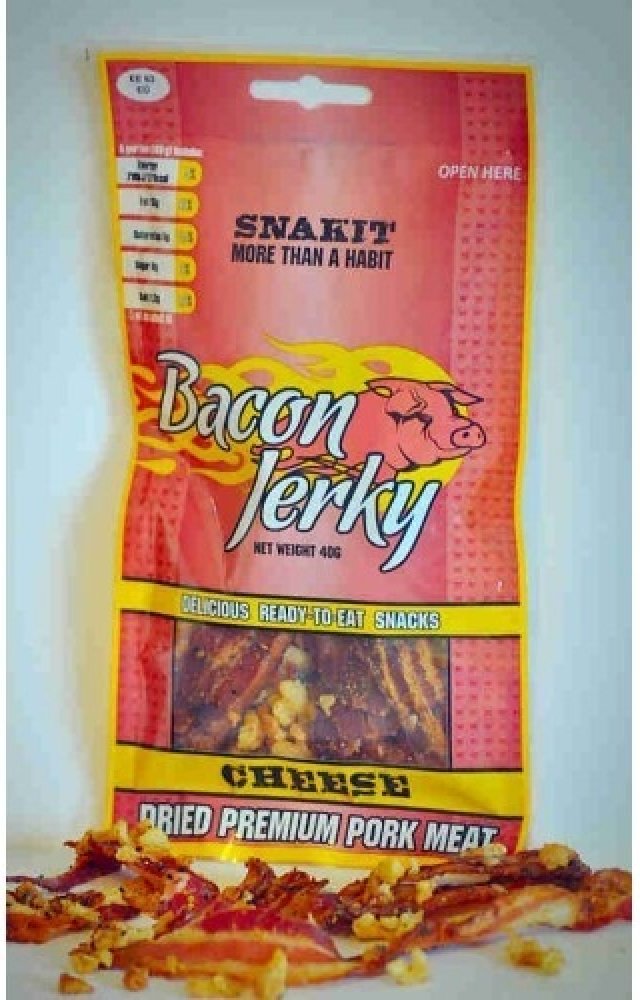 OPEN HERE
SNAKIT
MORE THAN A HABIT
Bacon
Jerky
NET WEIGHT 40G
DELICIOUS READY-TO-EAT SNACKS
CHEESE
DRIED PREMIUM PORK MEAT